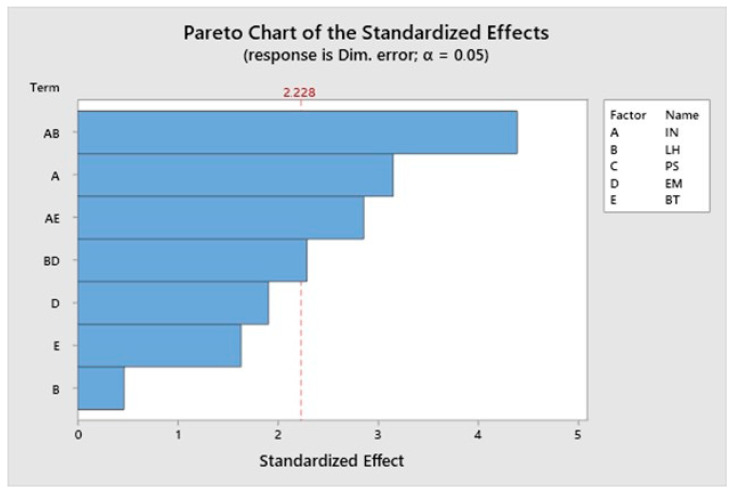 Pareto Chart of the Standardized Effects
(response is Dim. error; α = 0.05)
Term
2.228
AB
A
AE
BD
D
E
B
0 1 2 3 4 5
Standardized Effect
Factor Name
A IN
B LH
C PS
D EM
E BT